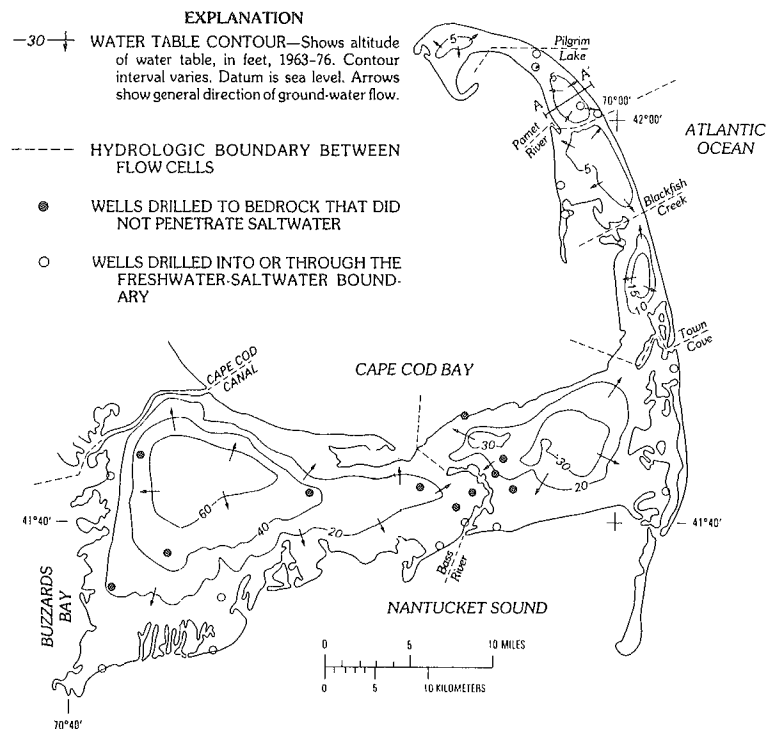 EXPLANATION
—30— WATER TABLE CONTOUR—Shows altitude
of water table, in feet, 1963-76. Contour
interval varies. Datum is sea level. Arrows
show general direction of ground-water flow.
HYDROLOGIC BOUNDARY BETWEEN
FLOW CELLS
WELLS DRILLED TO BEDROCK THAT DID
NOT PENETRATE SALTWATER
WELLS DRILLED INTO OR THROUGH THE
FRESHWATER-SALTWATER BOUND-
ARY
5
Pilgrim
Lake
5
A
A'
70°00'
42°00'
Pamet
River
ATLANTIC
OCEAN
5
Blackfish
Creek
15
10
Town
Cove
CAPE COD
CANAL
CAPE COD BAY
30
30
20
60
40
20
41°40'
41°40'
Bass
River
BUZZARDS
BAY
NANTUCKET SOUND
0 5 10 MILES
0 5 10 KILOMETERS
70°40'